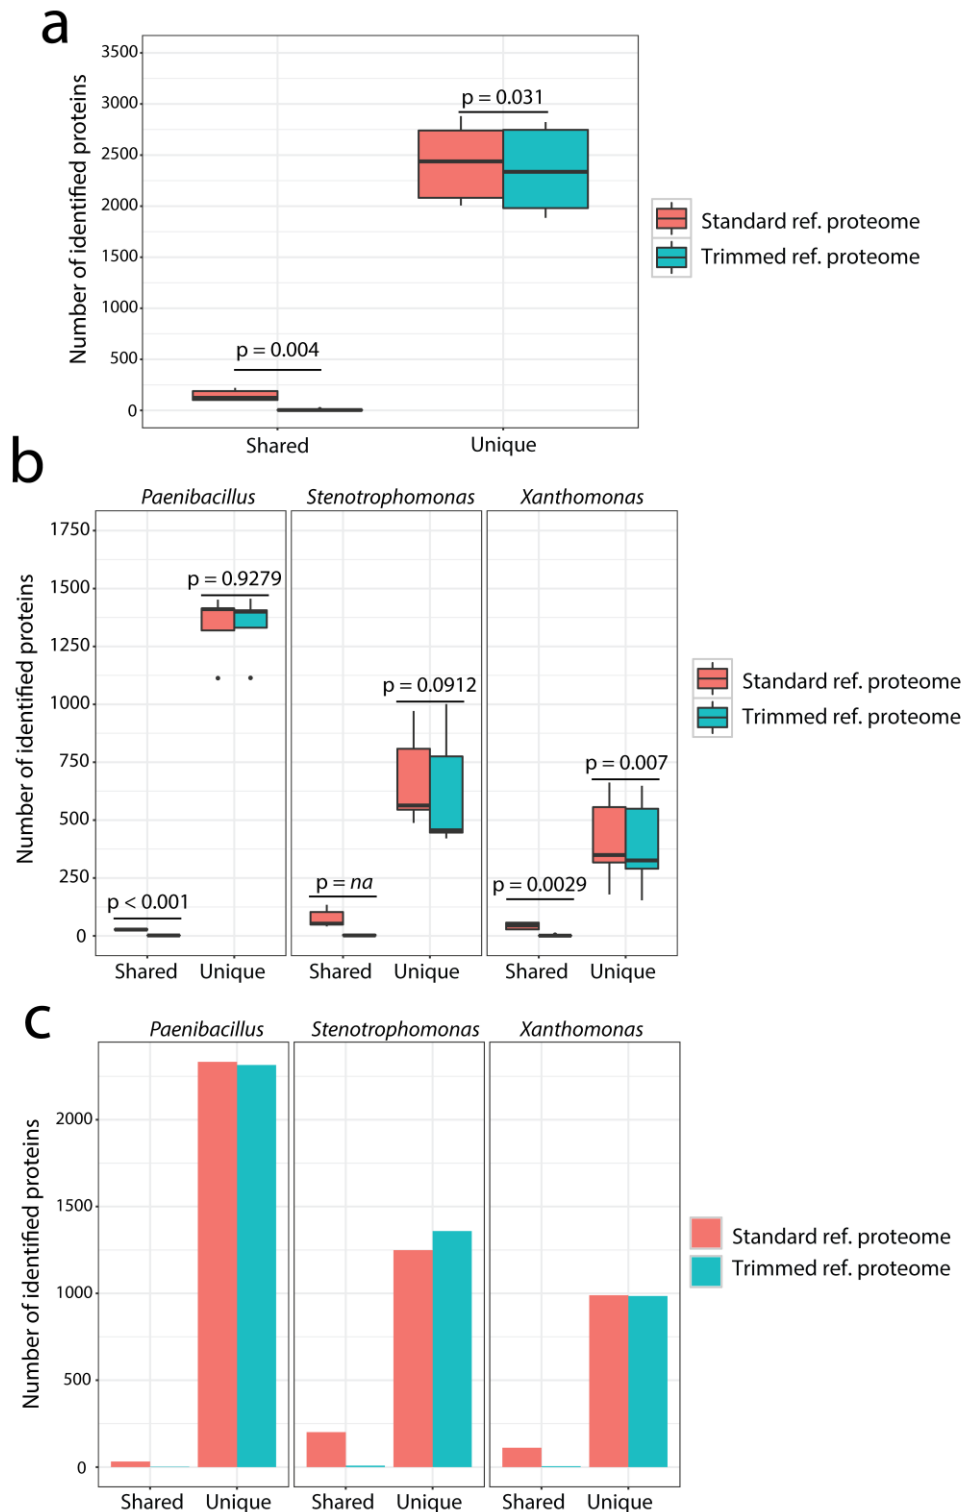 a
Number of identified proteins
3500
3000
2500
2000
1500
1000
500
0
p = 0.031
p = 0.004
Shared Unique
Standard ref. proteome
Trimmed ref. proteome
b
Paenibacillus Stenotrophomonas Xanthomonas
Number of identified proteins
1750
1500
1250
1000
750
500
250
0
p = 0.9279
p = 0.0912
p = 0.007
p < 0.001
p = na
p = 0.0029
Shared Unique Shared Unique Shared Unique
Standard ref. proteome
Trimmed ref. proteome
c
Paenibacillus Stenotrophomonas Xanthomonas
Number of identified proteins
2000
1500
1000
500
0
Shared Unique Shared Unique Shared Unique
Standard ref. proteome
Trimmed ref. proteome